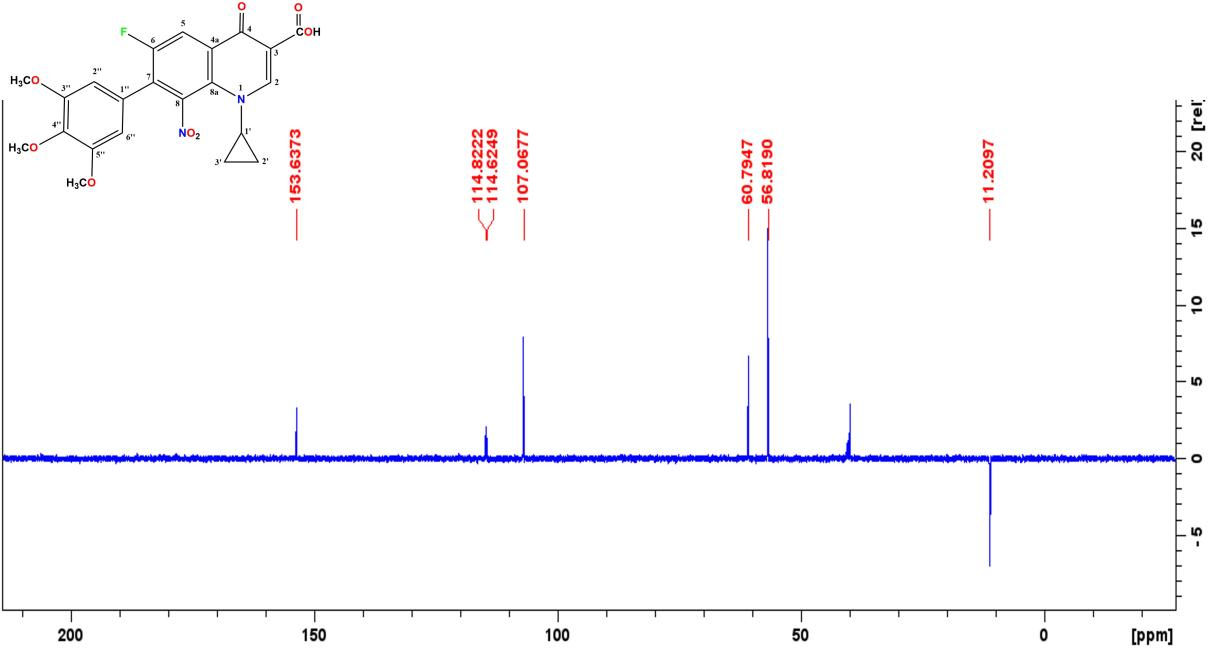 O
O
F
6
5
4a
4
3
COH
2
7
8
8a
1
N
1'
3'
2'
NO2
H3CO
2''
3''
1''
4''
6''
H3CO
5''
H3CO
153.6373
114.8222
114.6249
107.0677
60.7947
56.8190
11.2097
[rel]
20
15
10
5
0
-5
200
150
100
50
0
[ppm]